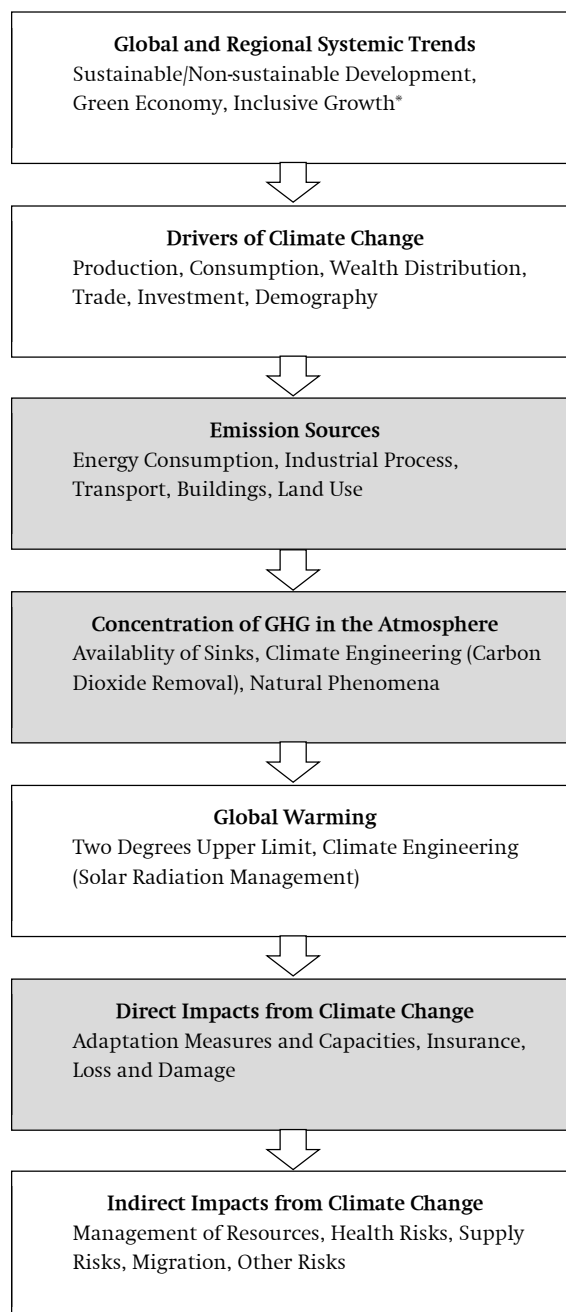 Global and Regional Systemic Trends
Sustainable/Non-sustainable Development,
Green Economy, Inclusive Growth*
Drivers of Climate Change
Production, Consumption, Wealth Distribution,
Trade, Investment, Demography
Emission Sources
Energy Consumption, Industrial Process,
Transport, Buildings, Land Use
Concentration of GHG in the Atmosphere
Availablity of Sinks, Climate Engineering (Carbon
Dioxide Removal), Natural Phenomena
Global Warming
Two Degrees Upper Limit, Climate Engineering
(Solar Radiation Management)
Direct Impacts from Climate Change
Adaptation Measures and Capacities, Insurance,
Loss and Damage
Indirect Impacts from Climate Change
Management of Resources, Health Risks, Supply
Risks, Migration, Other Risks